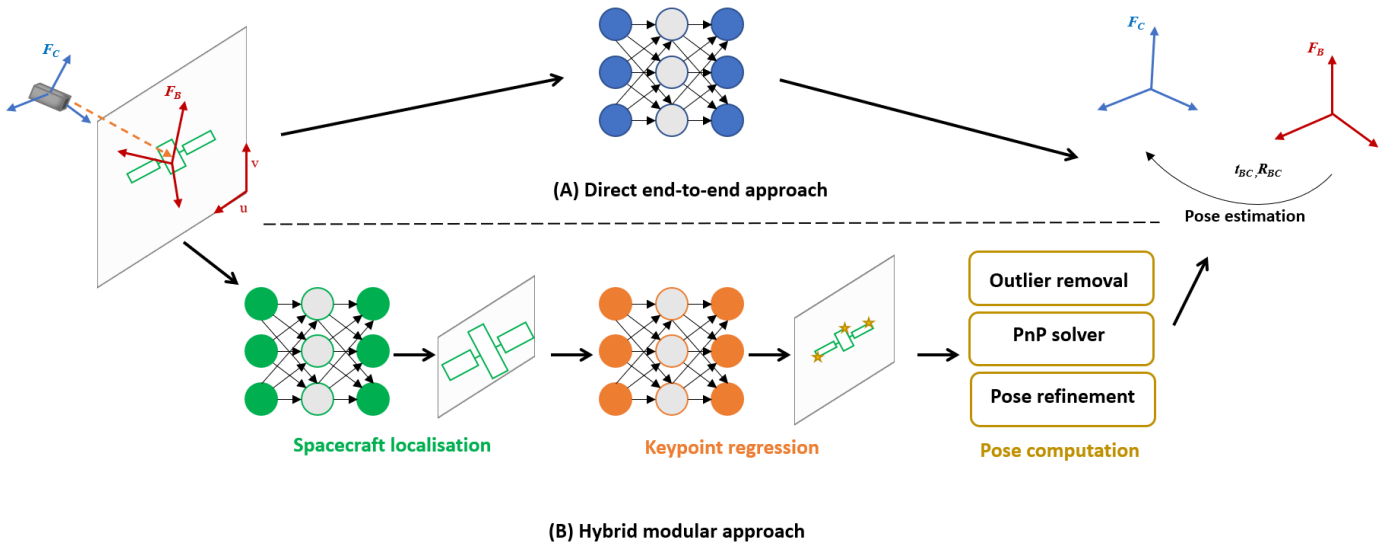 F_C
F_B
v
u
(A) Direct end-to-end approach
F_C
F_B
t_BC,R_BC
Pose estimation
Spacecraft localisation
Keypoint regression
Outlier removal
PnP solver
Pose refinement
Pose computation
(B) Hybrid modular approach